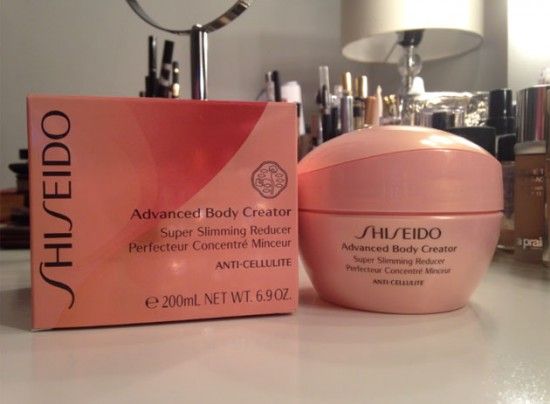 SHISEIDO
Advanced Body Creator
Super Slimming Reducer
Perfecteur Concentré Minceur
ANTI-CELLULITE
e 200mL NET WT. 6.9 OZ.
SHISEIDO
Advanced Body Creator
Super Slimming Reducer
Perfecteur Concentré Minceur
ANTI-CELLULITE
a prai